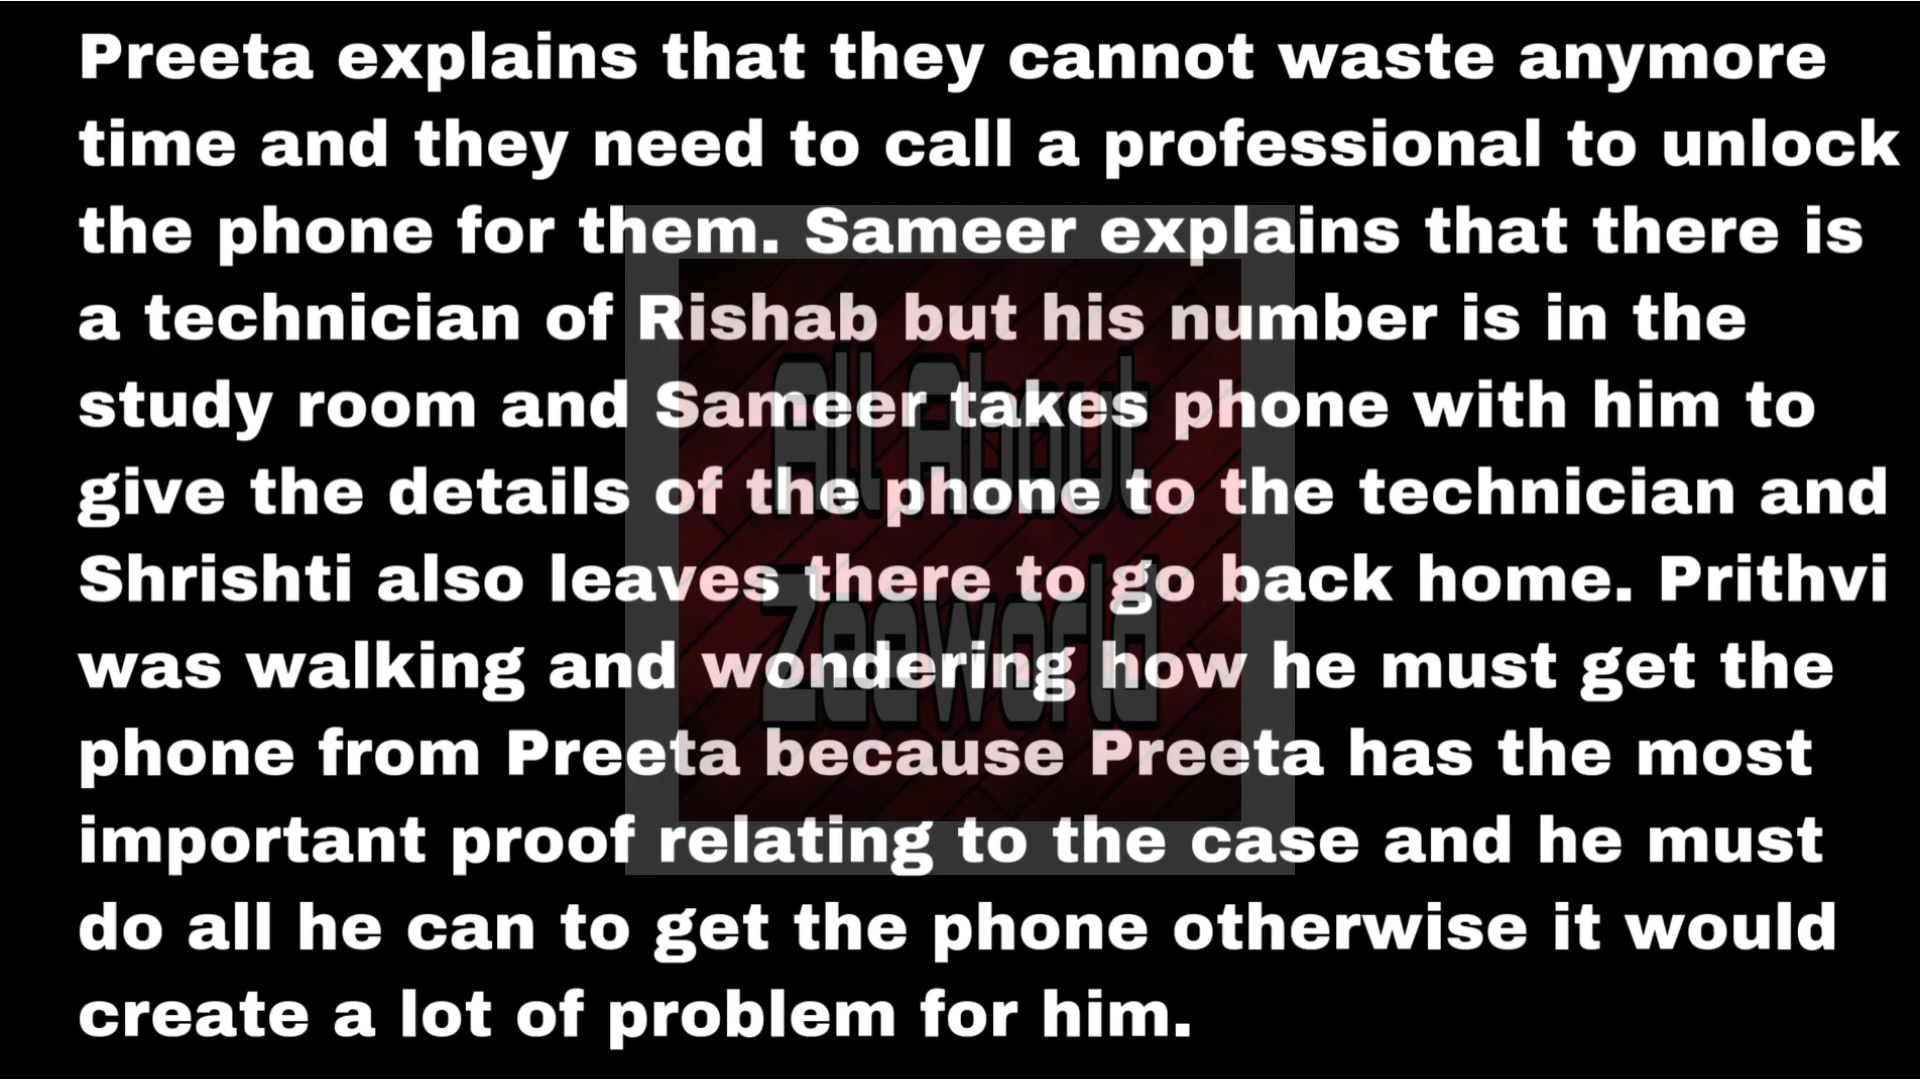 Preeta explains that they cannot waste anymore
time and they need to call a professional to unlock
the phone for them. Sameer explains that there is
a technician of Rishab but his number is in the
study room and Sameer takes phone with him to
give the details of the phone to the technician and
Shrishti also leaves there to go back home. Prithvi
was walking and wondering how he must get the
phone from Preeta because Preeta has the most
important proof relating to the case and he must
do all he can to get the phone otherwise it would
create a lot of problem for him.
All About
Zeeworld